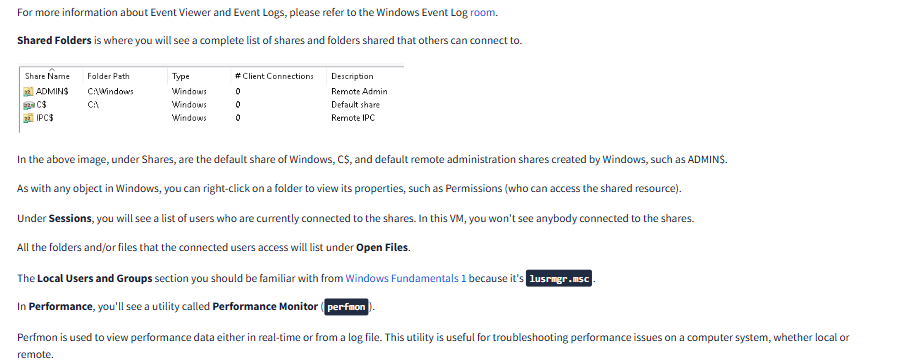 For more information about Event Viewer and Event Logs, please refer to the Windows Event Log room.
Shared Folders is where you will see a complete list of shares and folders shared that others can connect to.
Share Name Folder Path Type # Client Connections Description
ADMIN$ C:\Windows Windows 0 Remote Admin
C$ C:\ Windows 0 Default share
IPC$ Windows 0 Remote IPC
In the above image, under Shares, are the default share of Windows, C$, and default remote administration shares created by Windows, such as ADMIN$.
As with any object in Windows, you can right-click on a folder to view its properties, such as Permissions (who can access the shared resource).
Under Sessions, you will see a list of users who are currently connected to the shares. In this VM, you won't see anybody connected to the shares.
All the folders and/or files that the connected users access will list under Open Files.
The Local Users and Groups section you should be familiar with from Windows Fundamentals 1 because it's lusrmgr.msc.
In Performance, you'll see a utility called Performance Monitor (perfmon).
Perfmon is used to view performance data either in real-time or from a log file. This utility is useful for troubleshooting performance issues on a computer system, whether local or
remote.